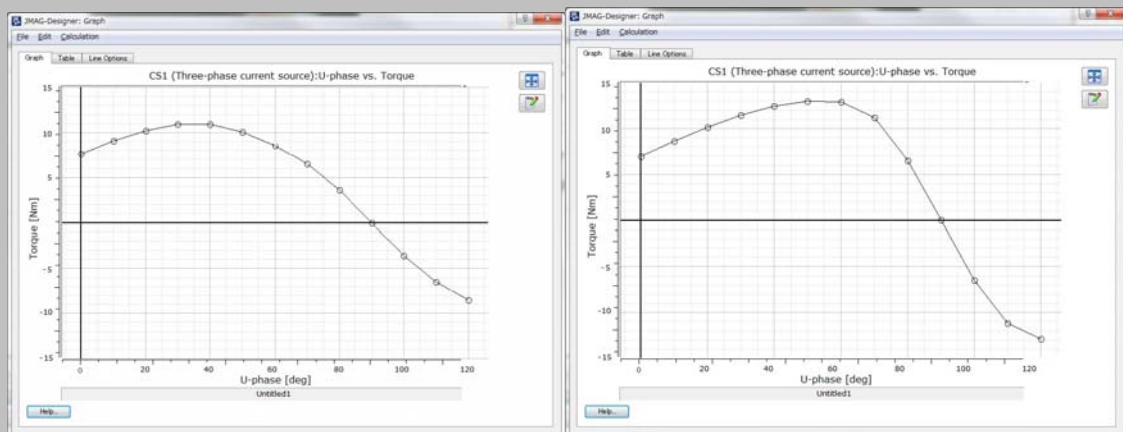 JMAG-Designer: Graph
File Edit Calculation
Graph Table Line Options
CS1 (Three-phase current source):U-phase vs. Torque
15
10
5
0
-5
-10
-15
Torque [Nm]
0 20 40 60 80 100 120
U-phase [deg]
Untitled1
Help...
JMAG-Designer: Graph
File Edit Calculation
Graph Table Line Options
CS1 (Three-phase current source):U-phase vs. Torque
15
10
5
0
-5
-10
-15
Torque [Nm]
0 20 40 60 80 100 120
U-phase [deg]
Untitled1
Help...